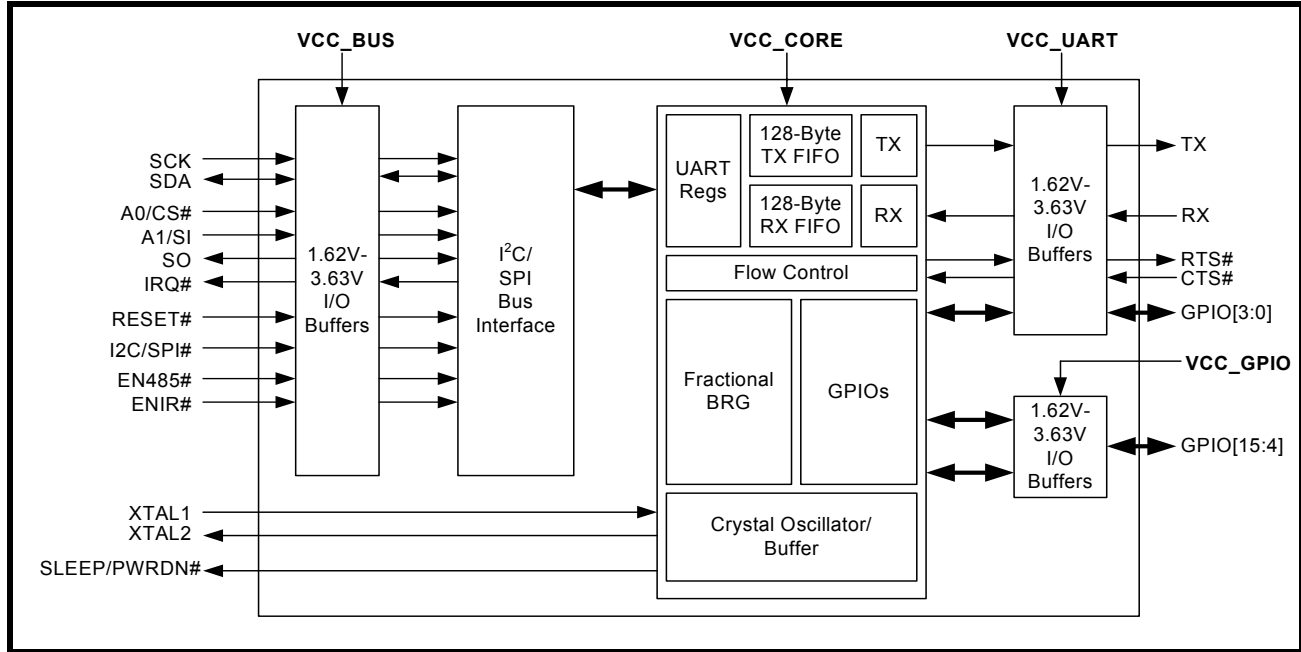 VCC_BUS
VCC_CORE
VCC_UART
SCK
SDA
A0/CS#
A1/SI
SO
IRQ#
RESET#
I2C/SPI#
EN485#
ENIR#
XTAL1
XTAL2
SLEEP/PWRDN#
1.62V-
3.63V
I/O
Buffers
I²C/
SPI
Bus
Interface
UART
Regs
128-Byte
TX FIFO
TX
128-Byte
RX FIFO
RX
Flow Control
Fractional
BRG
GPIOs
Crystal Oscillator/
Buffer
1.62V-
3.63V
I/O
Buffers
TX
RX
RTS#
CTS#
GPIO[3:0]
VCC_GPIO
1.62V-
3.63V
I/O
Buffers
GPIO[15:4]